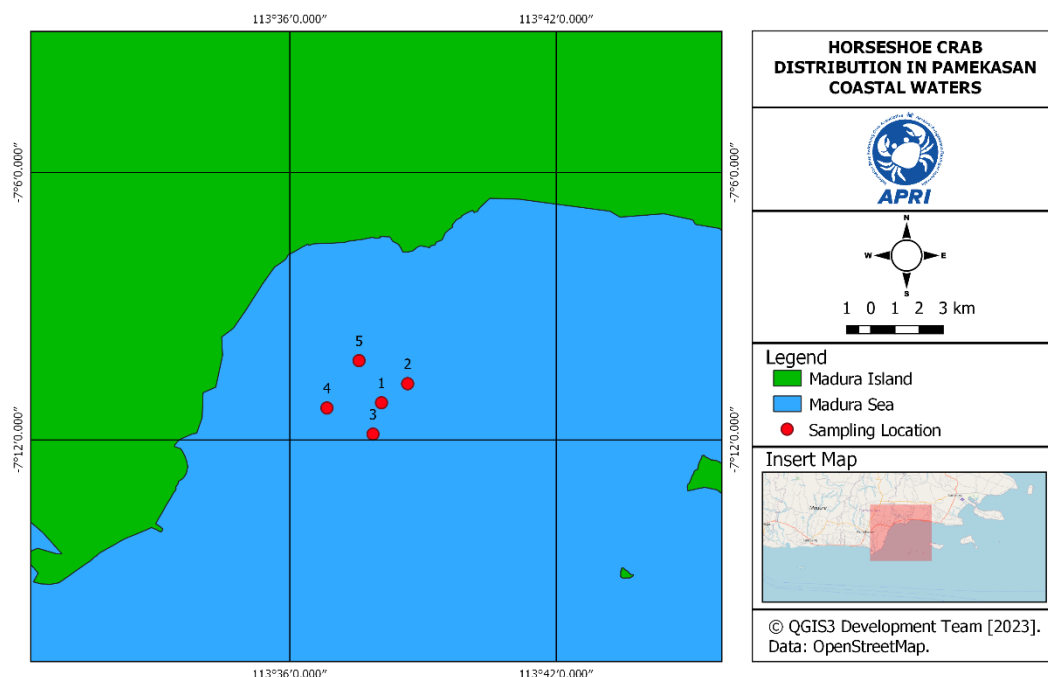 113°36′0.000″ 113°42′0.000″
-7°6′0.000″ -7°6′0.000″
5
2
4 1
3
-7°12′0.000″ -7°12′0.000″
113°36′0.000″ 113°42′0.000″
HORSESHOE CRAB
DISTRIBUTION IN PAMEKASAN
COASTAL WATERS
APRI
N
W E
S
1 0 1 2 3 km
Legend
Madura Island
Madura Sea
Sampling Location
Insert Map
© QGIS3 Development Team [2023].
Data: OpenStreetMap.